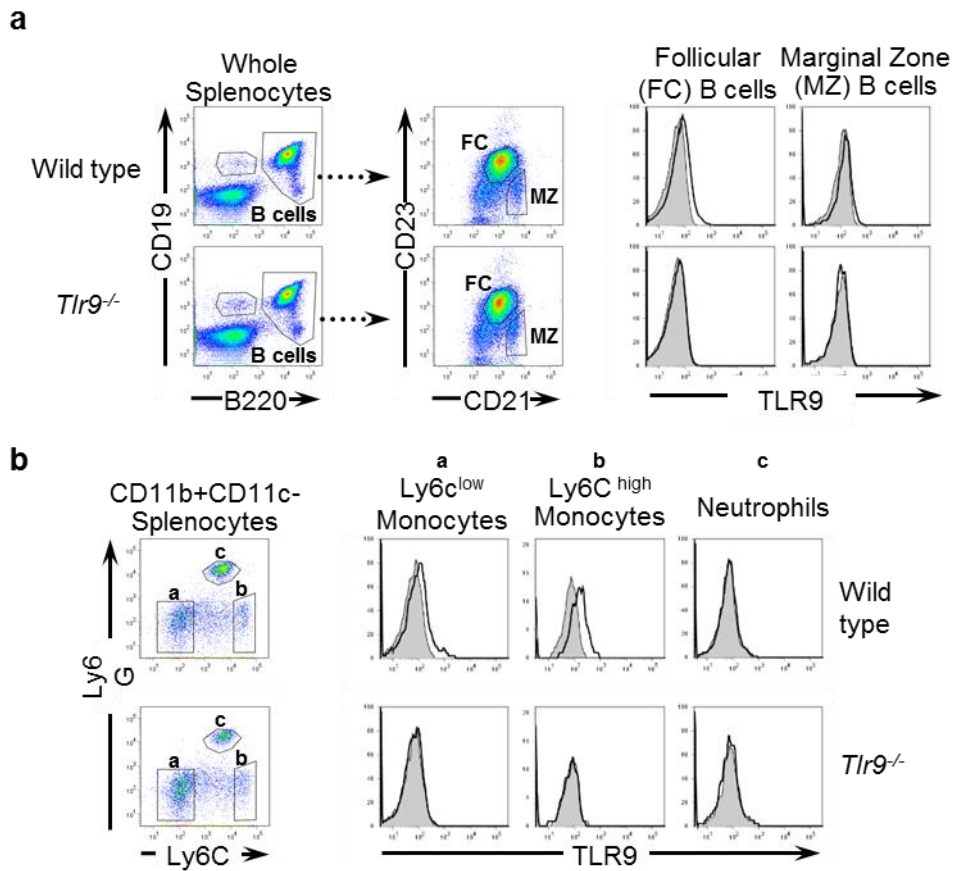 a
Whole
Splenocytes
Follicular
(FC) B cells
Marginal Zone
(MZ) B cells
Wild type
CD19
B cells
CD23
FC
MZ
Tlr9-/-
B cells
FC
MZ
B220
CD21
TLR9
b
CD11b+CD11c-
Splenocytes
a
Ly6clow
Monocytes
b
Ly6C high
Monocytes
c
Neutrophils
c
a
b
Wild
type
Ly6
G
c
a
b
Tlr9-/-
Ly6C
TLR9